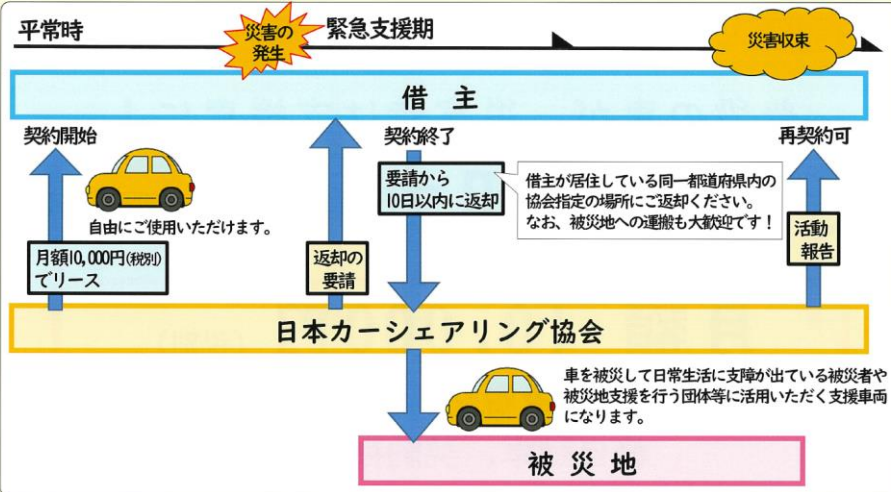 平常時
災害の
発生
緊急支援期
災害収束
借主
契約開始
契約終了
再契約可
自由にご使用いただけます。
月額10,000円(税別)
でリース
返却の
要請
要請から
10日以内に返却
借主が居住している同一都道府県内の
協会指定の場所にご返却ください。
なお、被災地への運搬も大歓迎です!
活動
報告
日本カーシェアリング協会
車を被災して日常生活に支障が出ている被災者や
被災地支援を行う団体等に活用いただく支援車両
になります。
被災地